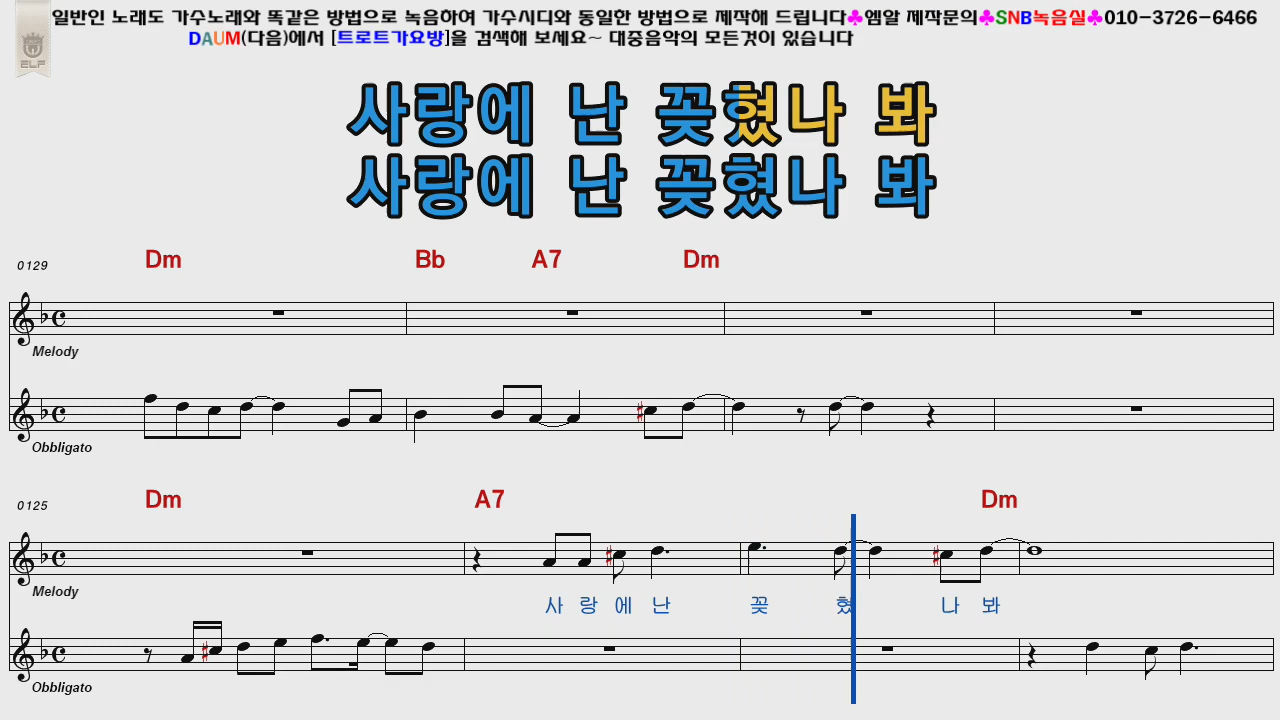 일반인 노래도 가수노래와 똑같은 방법으로 녹음하여 가수시디와 동일한 방법으로 제작해 드립니다♣엠알 제작문의♣SNB녹음실♣010-3726-6466
DAUM(다음)에서 [트로트가요방]을 검색해 보세요~ 대중음악의 모든것이 있습니다
ELF
사랑에 난 꽂혔나 봐
사랑에 난 꽂혔나 봐
0129 Dm Bb A7 Dm
Melody
Obbligato
0125 Dm A7 Dm
Melody
사 랑 에 난 꽂 혔 나 봐
Obbligato